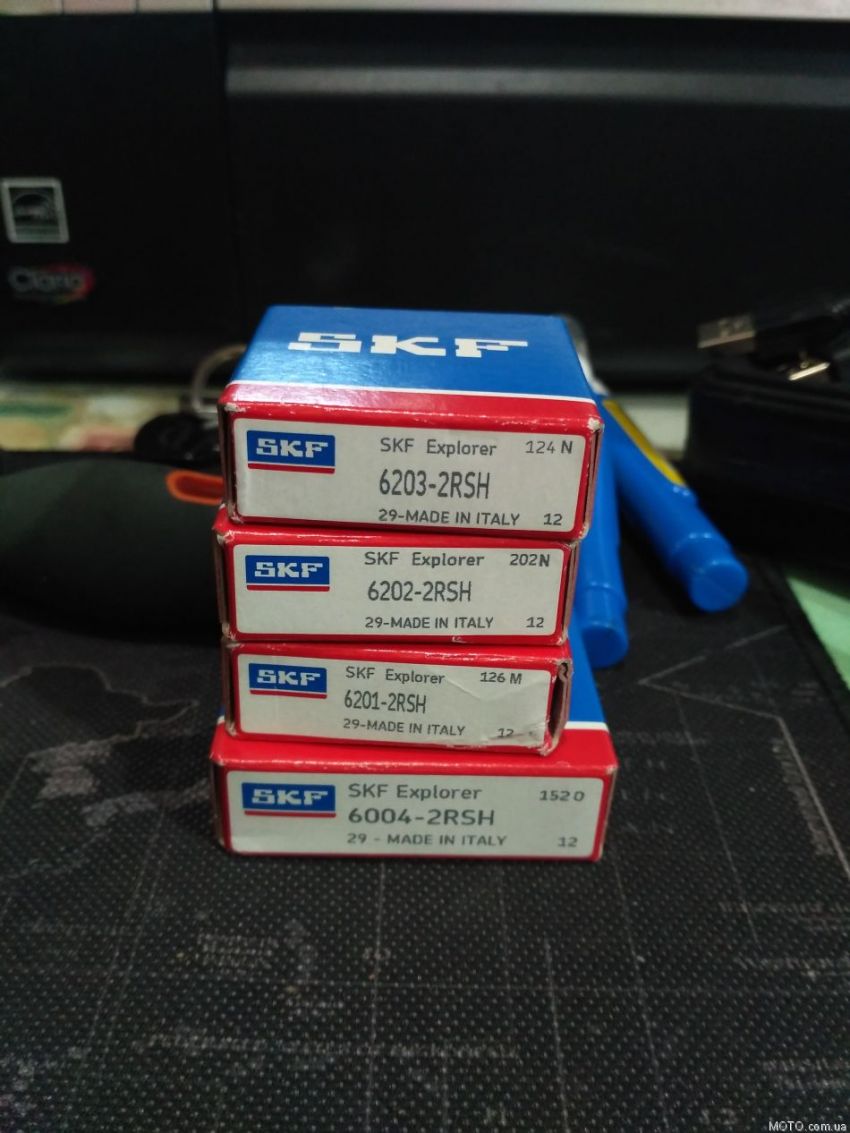 Claria
SKF
SKF
SKF Explorer 124 N
6203-2RSH
29-MADE IN ITALY 12
SKF
SKF Explorer 202N
6202-2RSH
29-MADE IN ITALY 12
SKF
SKF Explorer 126 M
6201-2RSH
29-MADE IN ITALY 12
SKF
SKF Explorer 152 O
6004-2RSH
29 - MADE IN ITALY 12
MOTO.com.ua